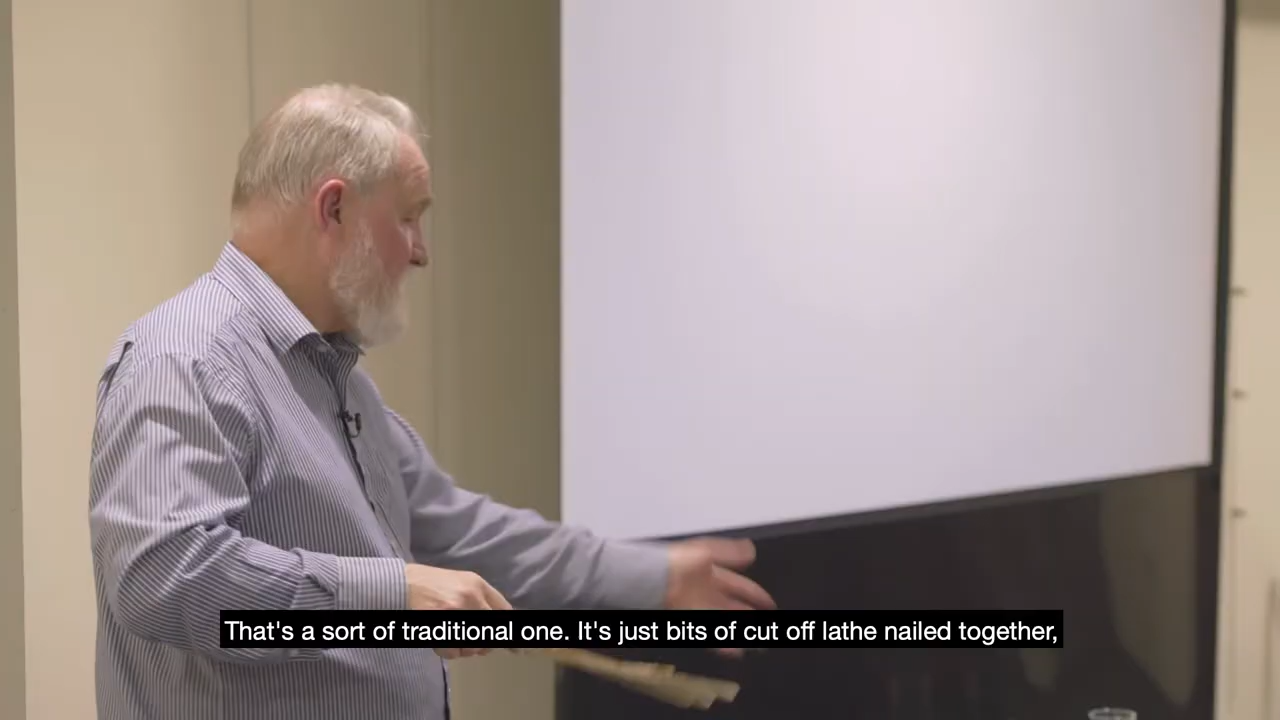 That's a sort of traditional one. It's just bits of cut off lathe nailed together,